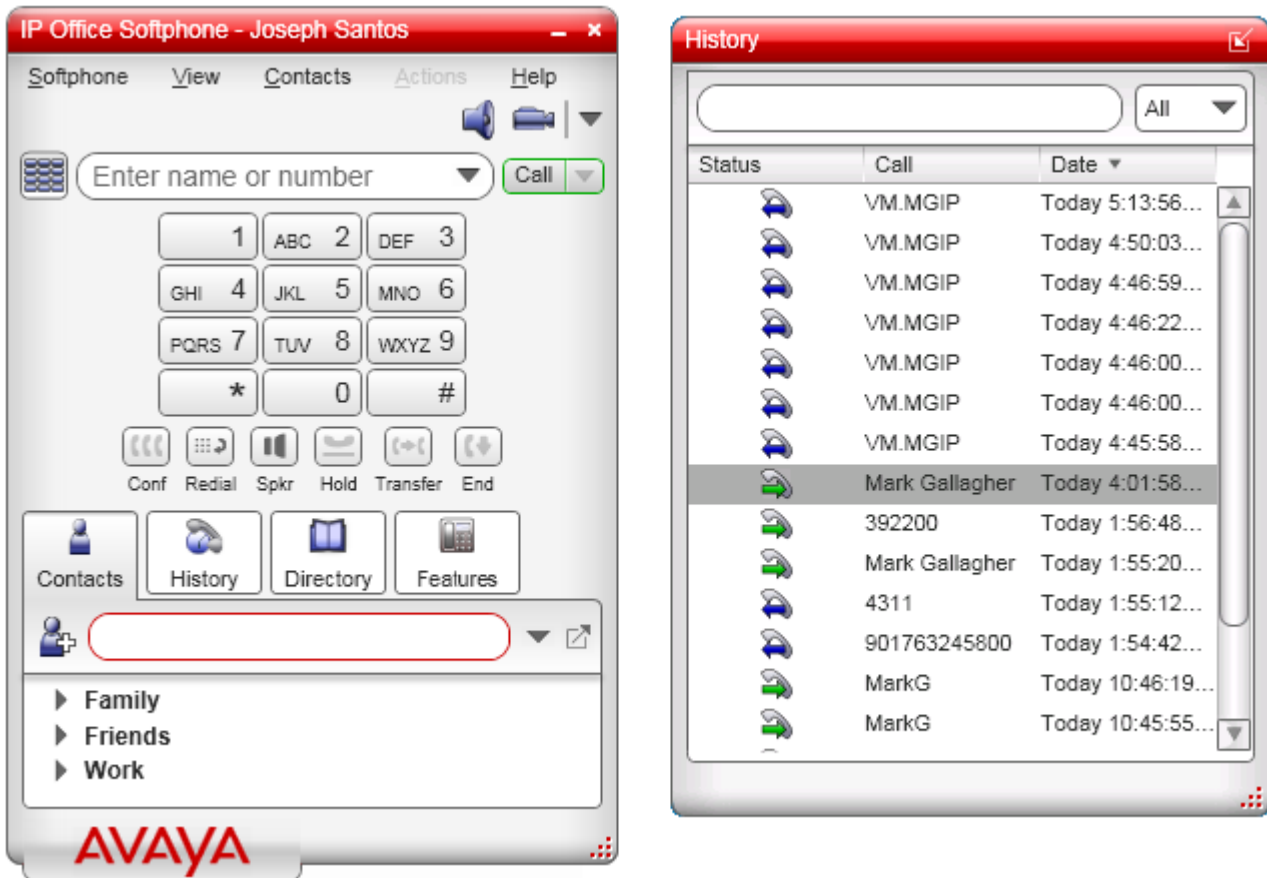 IP Office Softphone - Joseph Santos
Softphone View Contacts Actions Help
Enter name or number Call
1 ABC 2 DEF 3
GHI 4 JKL 5 MNO 6
PQRS 7 TUV 8 WXYZ 9
* 0 #
Conf Redial Spkr Hold Transfer End
Contacts History Directory Features
Family
Friends
Work
AVAYA
History
All
Status Call Date
VM.MGIP Today 5:13:56...
VM.MGIP Today 4:50:03...
VM.MGIP Today 4:46:59...
VM.MGIP Today 4:46:22...
VM.MGIP Today 4:46:00...
VM.MGIP Today 4:46:00...
VM.MGIP Today 4:45:58...
Mark Gallagher Today 4:01:58...
392200 Today 1:56:48...
Mark Gallagher Today 1:55:20...
4311 Today 1:55:12...
901763245800 Today 1:54:42...
MarkG Today 10:46:19...
MarkG Today 10:45:55...